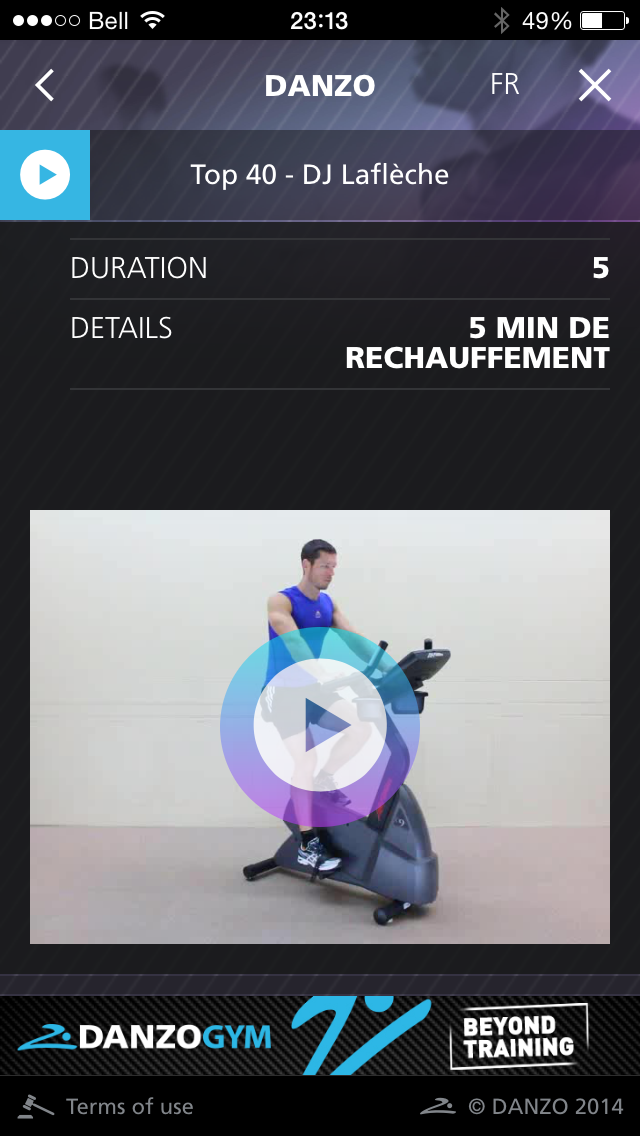 Bell 23:13 49%
DANZO FR
Top 40 - DJ Laflèche
DURATION 5
DETAILS 5 MIN DE
RECHAUFFEMENT
DANZOGYM
BEYOND
TRAINING
Terms of use © DANZO 2014